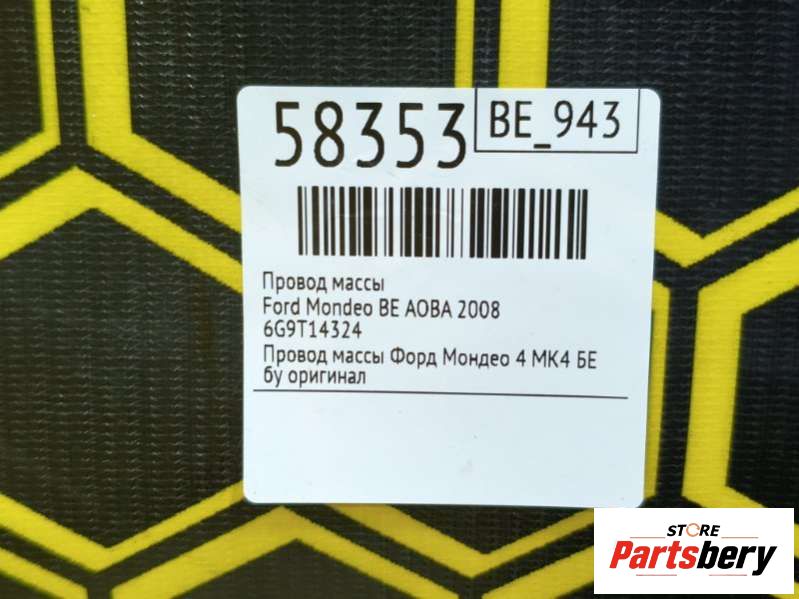 58353
BE_943
Провод массы
Ford Mondeo BE AOBA 2008
6G9T14324
Провод массы Форд Мондео 4 МК4 БЕ
бу оригинал
STORE
Partsbery